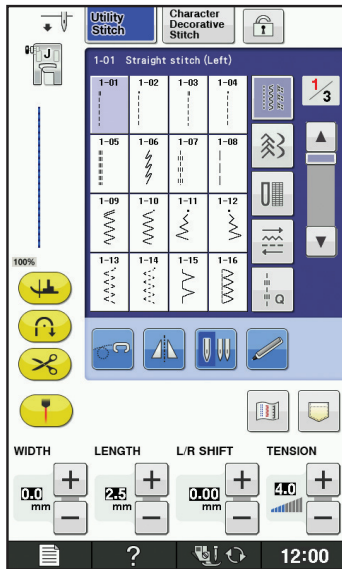 Utility
Stitch
Character
Decorative
Stitch
J
1-01 Straight stitch (Left)
1-01 1-02 1-03 1-04
1/3
1-05 1-06 1-07 1-08
1-09 1-10 1-11 1-12
1-13 1-14 1-15 1-16
Q
100%
WIDTH LENGTH L/R SHIFT TENSION
0.0 mm + −
2.5 mm + −
0.00 mm + −
4.0 + −
? 12:00